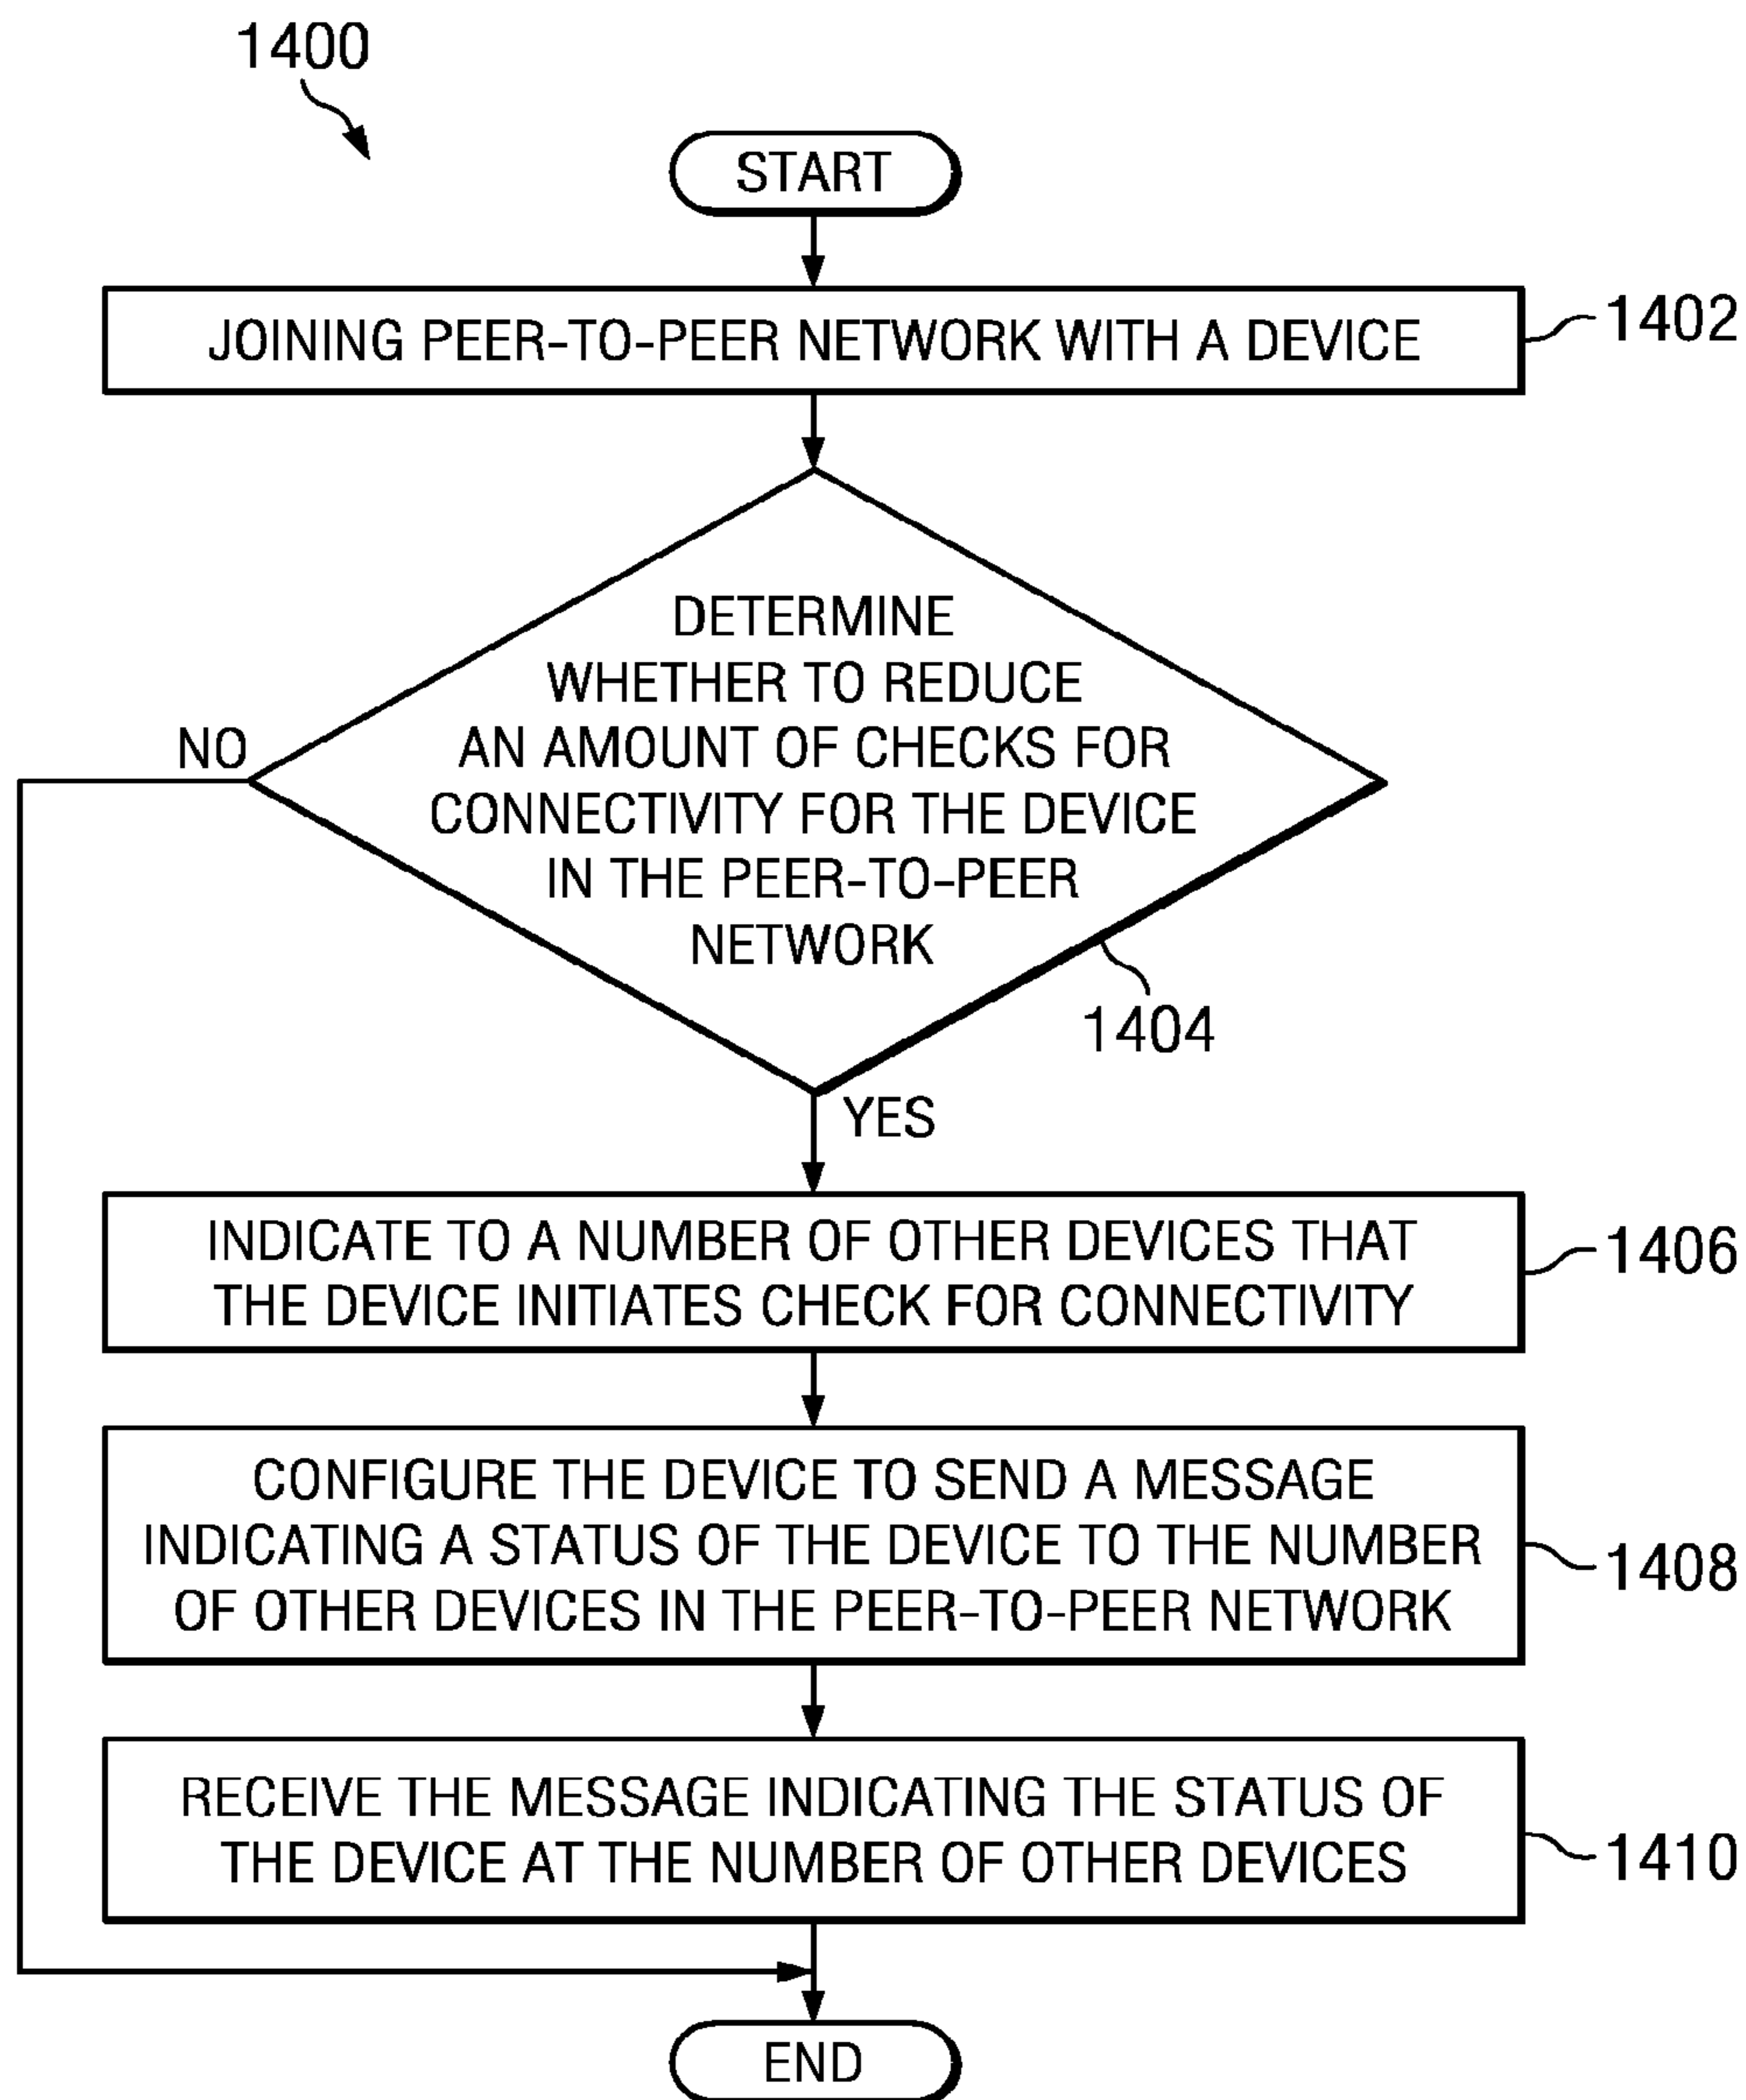 1400
START
JOINING PEER-TO-PEER NETWORK WITH A DEVICE
1402
DETERMINE
WHETHER TO REDUCE
AN AMOUNT OF CHECKS FOR
CONNECTIVITY FOR THE DEVICE
IN THE PEER-TO-PEER
NETWORK
NO
1404
YES
INDICATE TO A NUMBER OF OTHER DEVICES THAT
THE DEVICE INITIATES CHECK FOR CONNECTIVITY
1406
CONFIGURE THE DEVICE TO SEND A MESSAGE
INDICATING A STATUS OF THE DEVICE TO THE NUMBER
OF OTHER DEVICES IN THE PEER-TO-PEER NETWORK
1408
RECEIVE THE MESSAGE INDICATING THE STATUS OF
THE DEVICE AT THE NUMBER OF OTHER DEVICES
1410
END